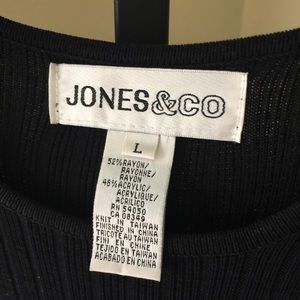 JONES&CO
L
52%RAYON/
RAYONNE/
RAYON
48%ACRYLIC/
ACRYLIQUE/
ACRILICO
RN 54050
CA 08349
KNIT IN TAIWAN
FINISHED IN CHINA
TRICOTE AU TAIWAN
FINI EN CHINE
TEJIDO EN TAIWAN
ACABADO EN CHINA